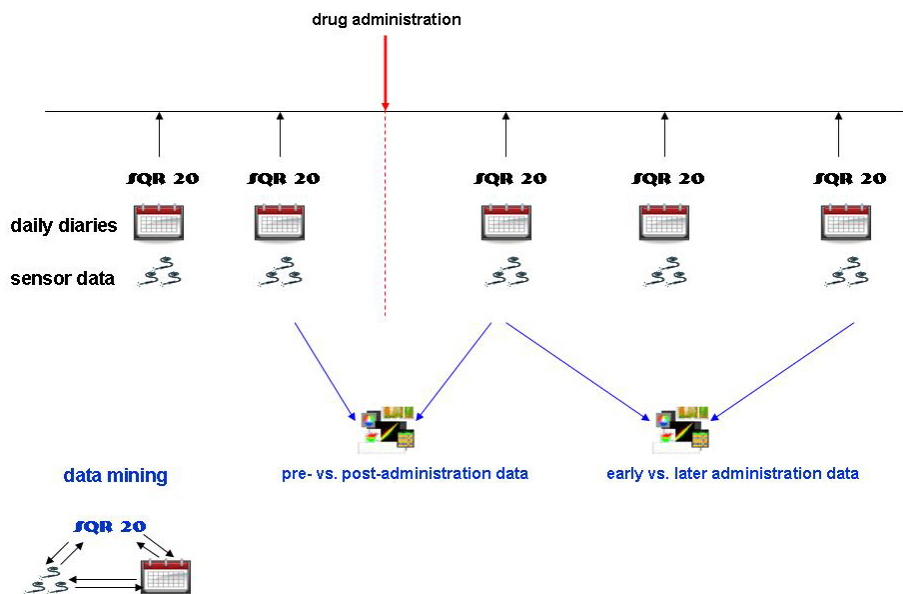 drug administration
SQR 20 SQR 20 SQR 20 SQR 20 SQR 20
daily diaries
sensor data
pre- vs. post-administration data
early vs. later administration data
data mining
SQR 20